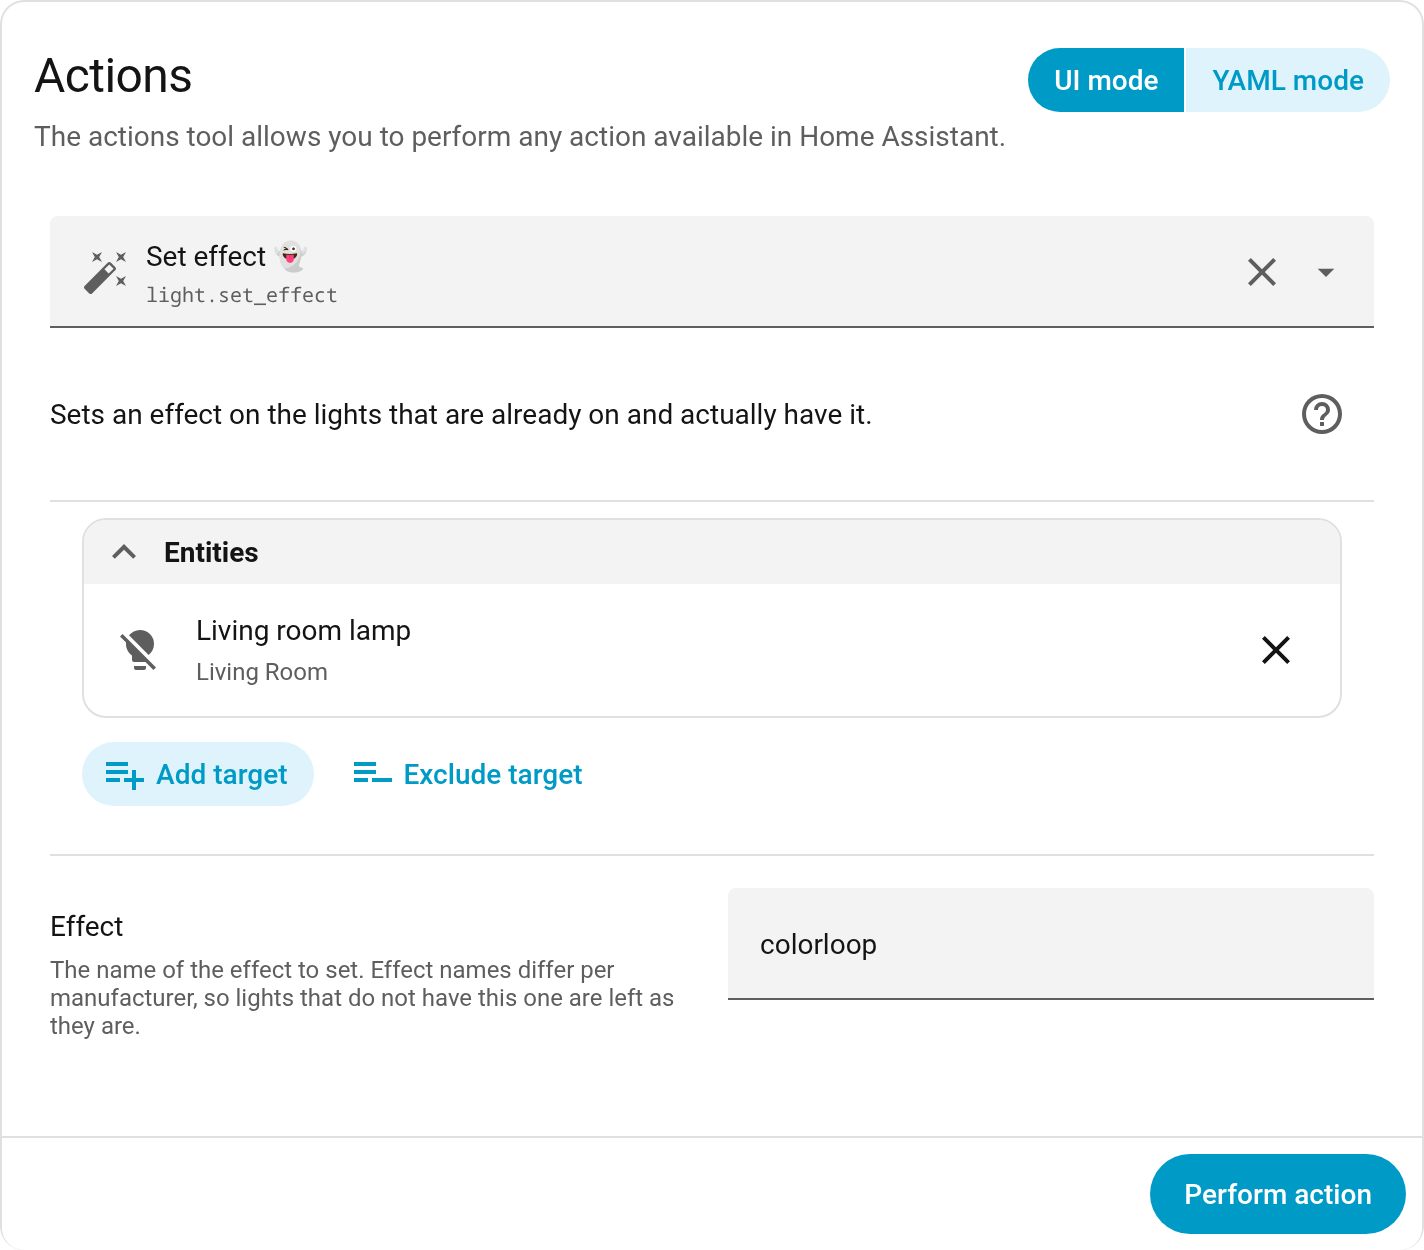 Actions
UI mode
YAML mode
The actions tool allows you to perform any action available in Home Assistant.
Set effect 👻
light.set_effect
Sets an effect on the lights that are already on and actually have it.
Entities
Living room lamp
Living Room
Add target
Exclude target
Effect
The name of the effect to set. Effect names differ per
manufacturer, so lights that do not have this one are left as
they are.
colorloop
Perform action